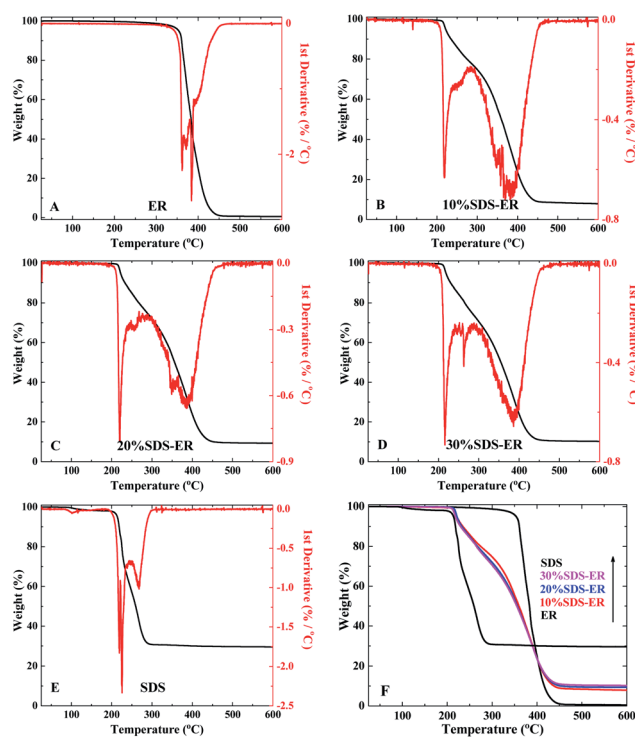 100
80
60
40
20
0
Weight (%)
0
-2
1st Derivative (% / °C)
A
ER
100 200 300 400 500 600
Temperature (°C)
100
80
60
40
20
0
Weight (%)
0.0
-0.4
-0.8
1st Derivative (% / °C)
B
10%SDS-ER
100 200 300 400 500 600
Temperature (°C)
100
80
60
40
20
0
Weight (%)
0.0
-0.3
-0.6
-0.9
1st Derivative (% / °C)
C
20%SDS-ER
100 200 300 400 500 600
Temperature (°C)
100
80
60
40
20
0
Weight (%)
0.0
-0.4
-0.8
1st Derivative (% / °C)
D
30%SDS-ER
100 200 300 400 500 600
Temperature (°C)
100
80
60
40
20
0
Weight (%)
0.0
-0.5
-1.0
-1.5
-2.0
-2.5
1st Derivative (% / °C)
E
SDS
100 200 300 400 500 600
Temperature (°C)
100
80
60
40
20
0
Weight (%)
SDS
30%SDS-ER
20%SDS-ER
10%SDS-ER
ER
F
0 100 200 300 400 500 600
Temperature (°C)